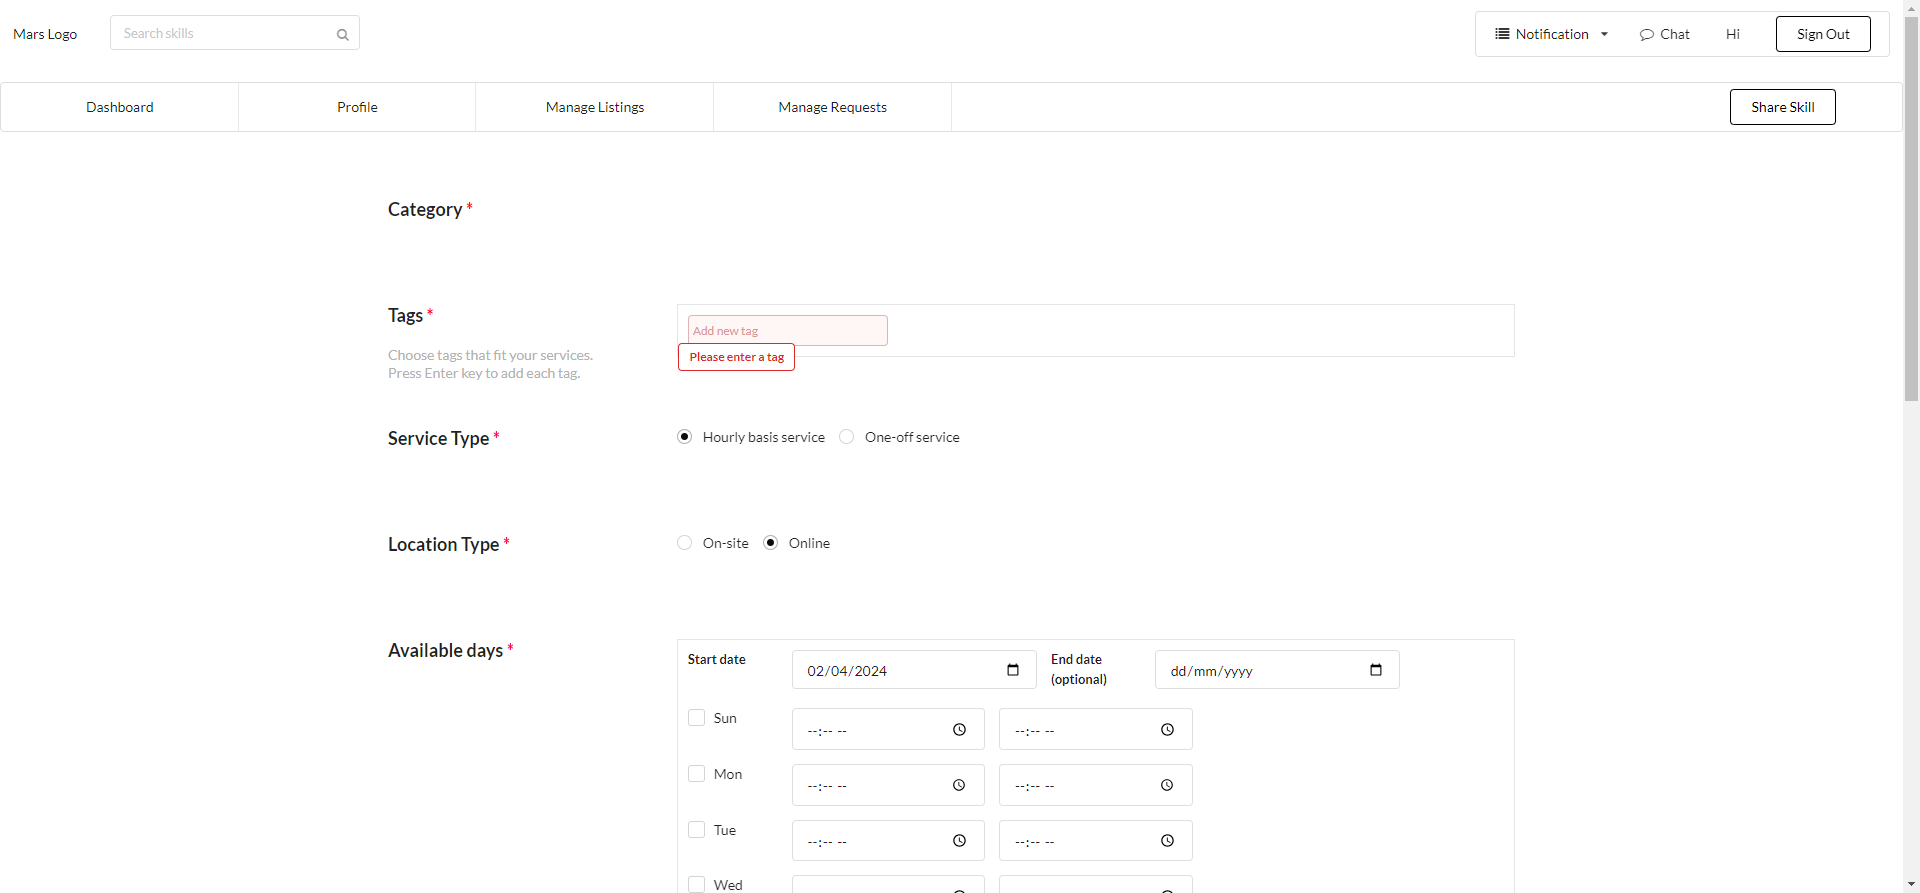 Mars Logo
Search skills
Notification
Chat
Hi
Sign Out
Dashboard
Profile
Manage Listings
Manage Requests
Share Skill
Category *
Tags *
Add new tag
Please enter a tag
Choose tags that fit your services.
Press Enter key to add each tag.
Service Type *
Hourly basis service
One-off service
Location Type *
On-site
Online
Available days *
Start date
02/04/2024
End date
(optional)
dd/mm/yyyy
Sun
--:-- --
--:-- --
Mon
--:-- --
--:-- --
Tue
--:-- --
--:-- --
Wed